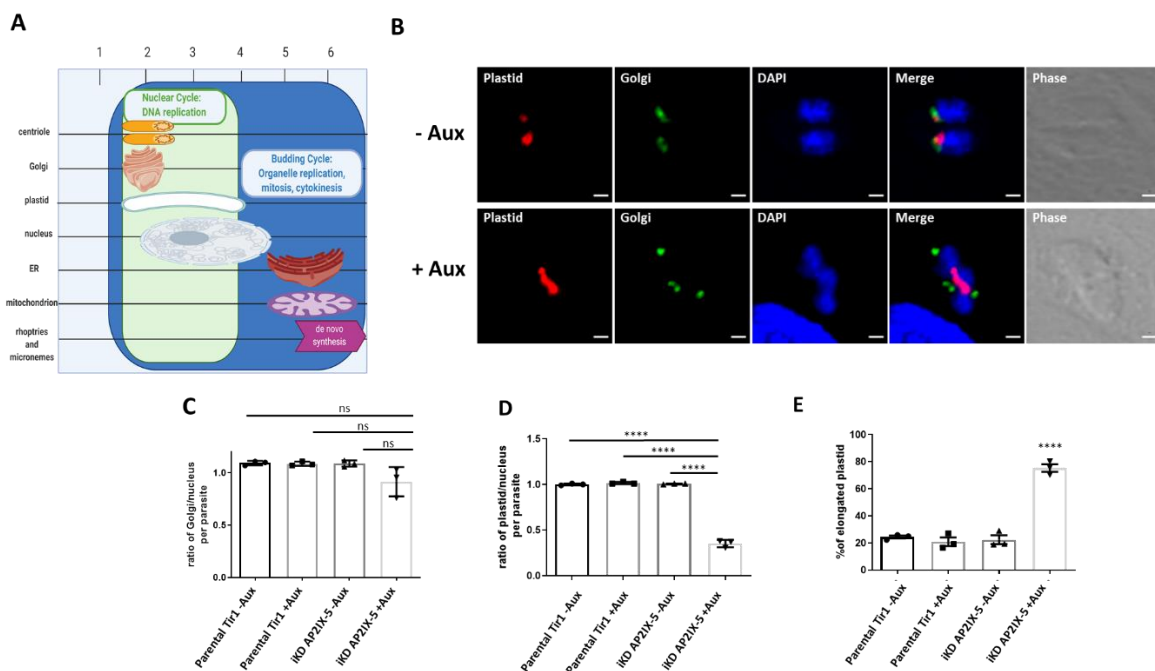 A
1 2 3 4 5 6
Nuclear Cycle:
DNA replication
Budding Cycle:
Organelle replication,
mitosis, cytokinesis
centriole
Golgi
plastid
nucleus
ER
mitochondrion
rhoptries
and
micronemes
de novo
synthesis
B
Plastid Golgi DAPI Merge Phase
- Aux
Plastid Golgi DAPI Merge Phase
+ Aux
C
ns
ns
ns
ratio of Golgi/nucleus
per parasite
1.0
0.5
0.0
Parental Tir1 -Aux
Parental Tir1 +Aux
iKD AP2IX-5 -Aux
iKD AP2IX-5 +Aux
D
****
****
****
ratio of plastid/nucleus
per parasite
1.5
1.0
0.5
0.0
Parental Tir1 -Aux
Parental Tir1 +Aux
iKD AP2IX-5 -Aux
iKD AP2IX-5 +Aux
E
****
%of elongated plastid
100
80
60
40
20
0
Parental Tir1 -Aux
Parental Tir1 +Aux
iKD AP2IX-5 -Aux
iKD AP2IX-5 +Aux